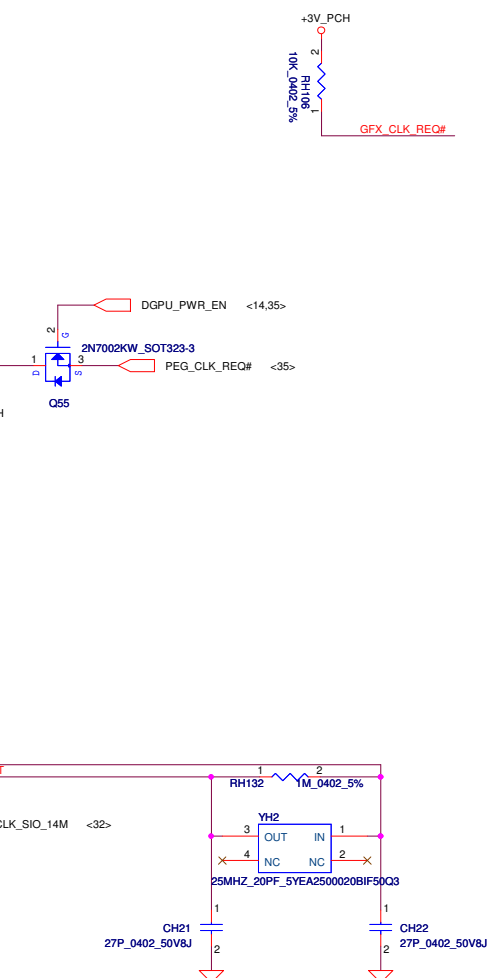 +3V_PCH
2
RH106
10K_0402_5%
1
GFX_CLK_REQ#
DGPU_PWR_EN <14,35>
2
G
2N7002KW_SOT323-3
1
3
D
S
PEG_CLK_REQ# <35>
Q55
H
T
1
2
RH132
1M_0402_5%
CLK_SIO_14M <32>
YH2
3
OUT
IN
1
4
NC
NC
2
25MHZ_20PF_5YEA2500020BIF50Q3
1
1
CH21
CH22
27P_0402_50V8J
27P_0402_50V8J
2
2